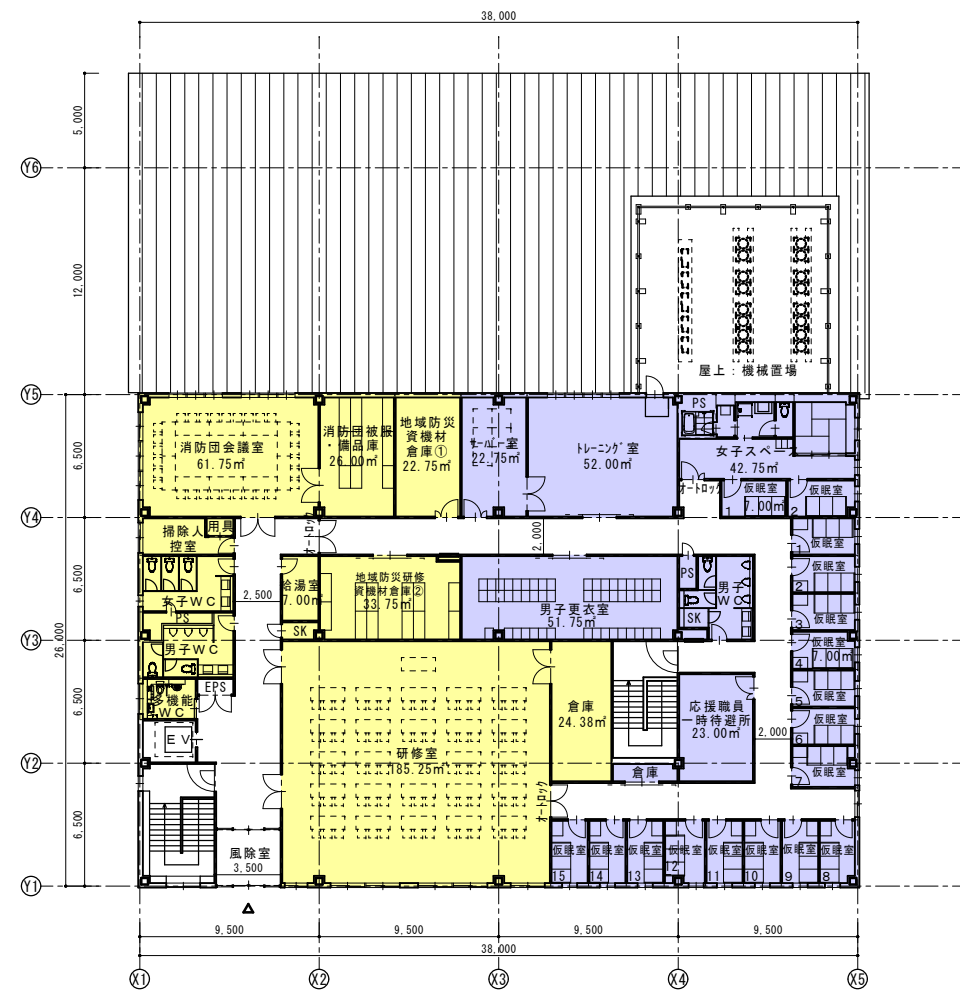 38,000
5,000
Y6
12,000
屋上：機械置場
Y5
PS
消防団会議室
61.75㎡
消防団被服
・備品庫
26.00㎡
地域防災
資機材
倉庫①
22.75㎡
サーバー室
22.75㎡
トレーニング室
52.00㎡
女子スペース
42.75㎡
6,500
オートロック
仮眠室
7.00㎡
1
仮眠室
2
Y4
掃除人
控室
用具
オートロック
2,000
1
仮眠室
6,500
女子WC
2,500
給湯室
7.00㎡
地域防災研修
資機材倉庫②
33.75㎡
男子更衣室
51.75㎡
PS
男子
WC
2
仮眠室
PS
SK
SK
3
仮眠室
Y3
26,000
男子WC
4
仮眠室
7.00㎡
EPS
多機能
WC
6,500
倉庫
24.38㎡
応援職員
一時待避所
23.00㎡
5
仮眠室
EV
研修室
185.25㎡
2,000
6
仮眠室
Y2
倉庫
7
仮眠室
オートロック
6,500
風除室
3,500
仮眠室
15
仮眠室
14
仮眠室
13
仮眠室
12
仮眠室
11
仮眠室
10
仮眠室
9
仮眠室
8
Y1
9,500
9,500
9,500
9,500
38,000
X1
X2
X3
X4
X5